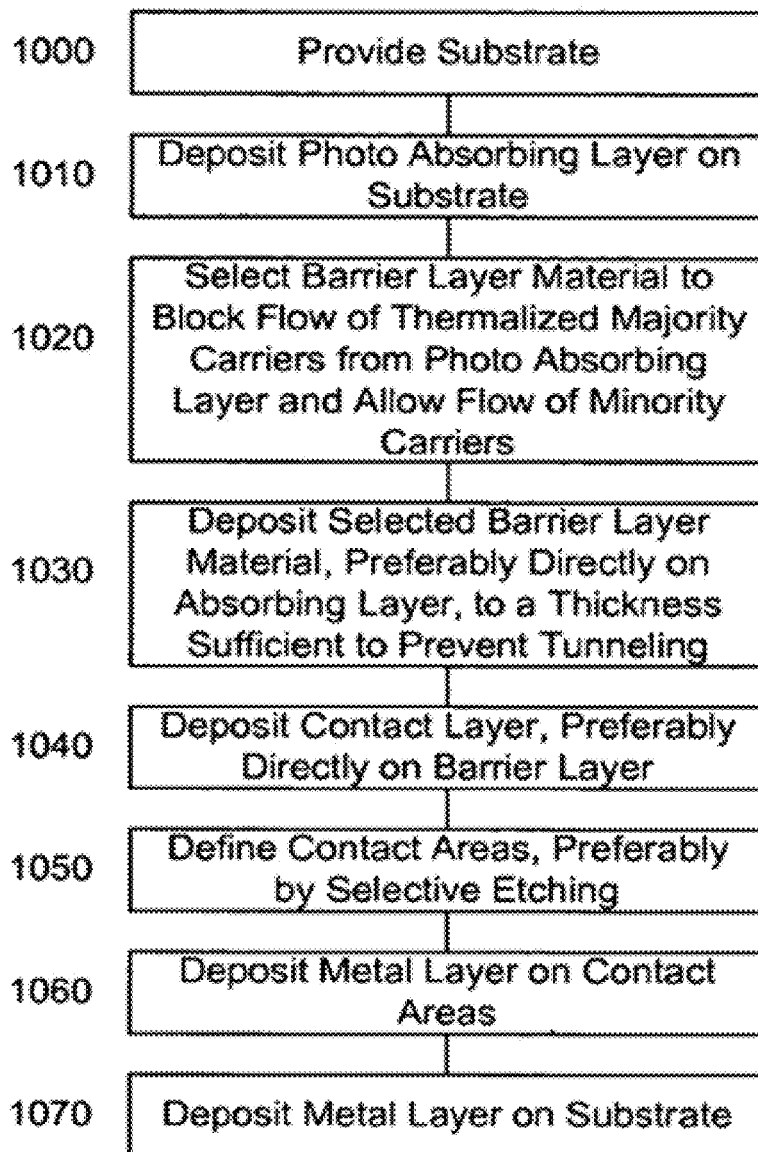 1000
Provide Substrate
1010
Deposit Photo Absorbing Layer on
Substrate
1020
Select Barrier Layer Material to
Block Flow of Thermalized Majority
Carriers from Photo Absorbing
Layer and Allow Flow of Minority
Carriers
1030
Deposit Selected Barrier Layer
Material, Preferably Directly on
Absorbing Layer, to a Thickness
Sufficient to Prevent Tunneling
1040
Deposit Contact Layer, Preferably
Directly on Barrier Layer
1050
Define Contact Areas, Preferably
by Selective Etching
1060
Deposit Metal Layer on Contact
Areas
1070
Deposit Metal Layer on Substrate